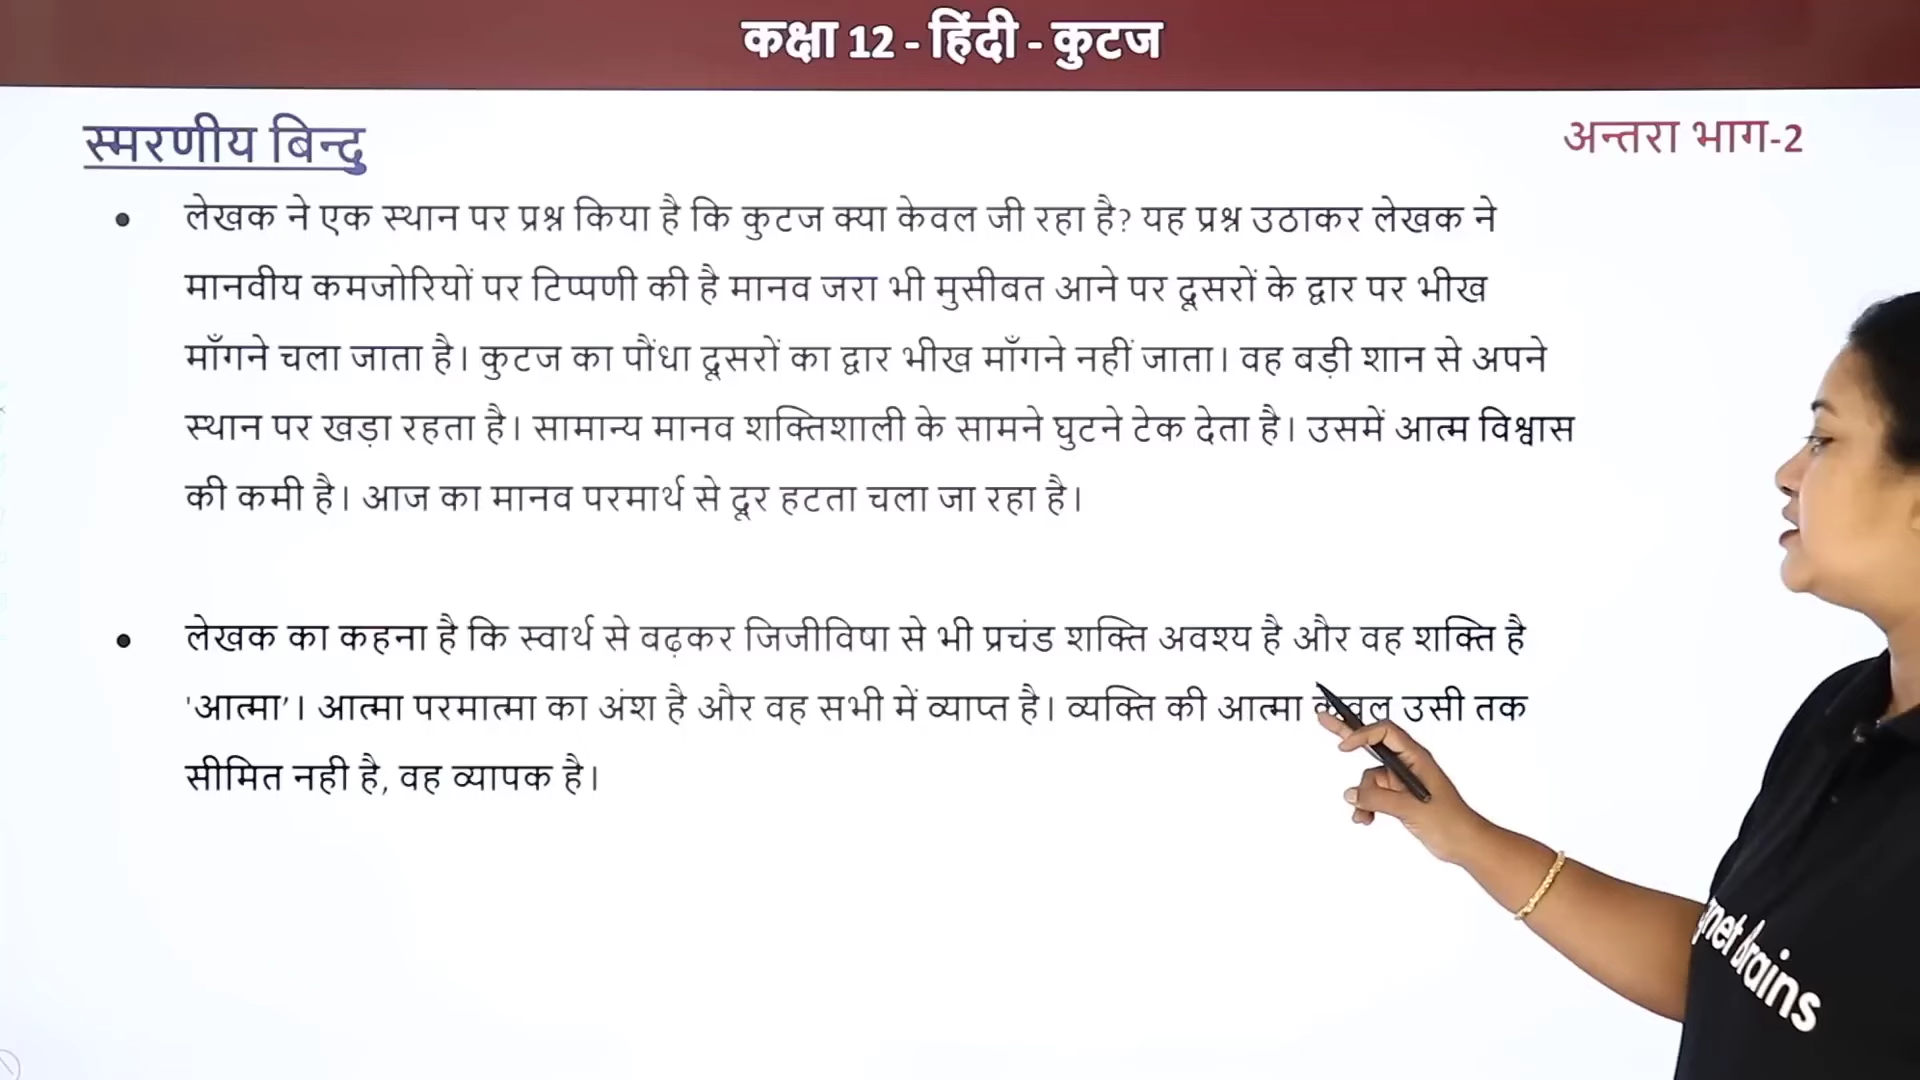 कक्षा 12 - हिंदी - कुटज
स्मरणीय बिन्दु
अन्तरा भाग-2
• लेखक ने एक स्थान पर प्रश्न किया है कि कुटज क्या केवल जी रहा है? यह प्रश्न उठाकर लेखक ने
मानवीय कमजोरियों पर टिप्पणी की है मानव जरा भी मुसीबत आने पर दूसरों के द्वार पर भीख
माँगने चला जाता है। कुटज का पौंधा दूसरों का द्वार भीख माँगने नहीं जाता। वह बड़ी शान से अपने
स्थान पर खड़ा रहता है। सामान्य मानव शक्तिशाली के सामने घुटने टेक देता है। उसमें आत्म विश्वास
की कमी है। आज का मानव परमार्थ से दूर हटता चला जा रहा है।
• लेखक का कहना है कि स्वार्थ से बढ़कर जिजीविषा से भी प्रचंड शक्ति अवश्य है और वह शक्ति है
'आत्मा’। आत्मा परमात्मा का अंश है और वह सभी में व्याप्त है। व्यक्ति की आत्मा केवल उसी तक
सीमित नही है, वह व्यापक है।
gnet brains